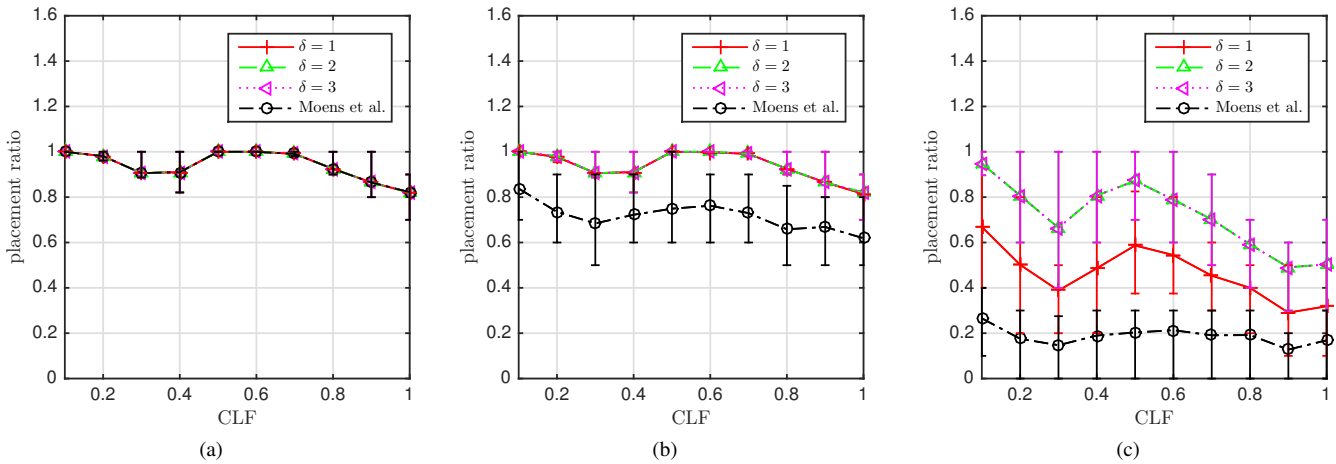 1.6
1.4
1.2
1
0.8
0.6
0.4
0.2
0
placement ratio
δ = 1
δ = 2
δ = 3
Moens et al.
0.2 0.4 0.6 0.8 1
CLF
(a)
1.6
1.4
1.2
1
0.8
0.6
0.4
0.2
0
placement ratio
δ = 1
δ = 2
δ = 3
Moens et al.
0.2 0.4 0.6 0.8 1
CLF
(b)
1.6
1.4
1.2
1
0.8
0.6
0.4
0.2
0
placement ratio
δ = 1
δ = 2
δ = 3
Moens et al.
0.2 0.4 0.6 0.8 1
CLF
(c)